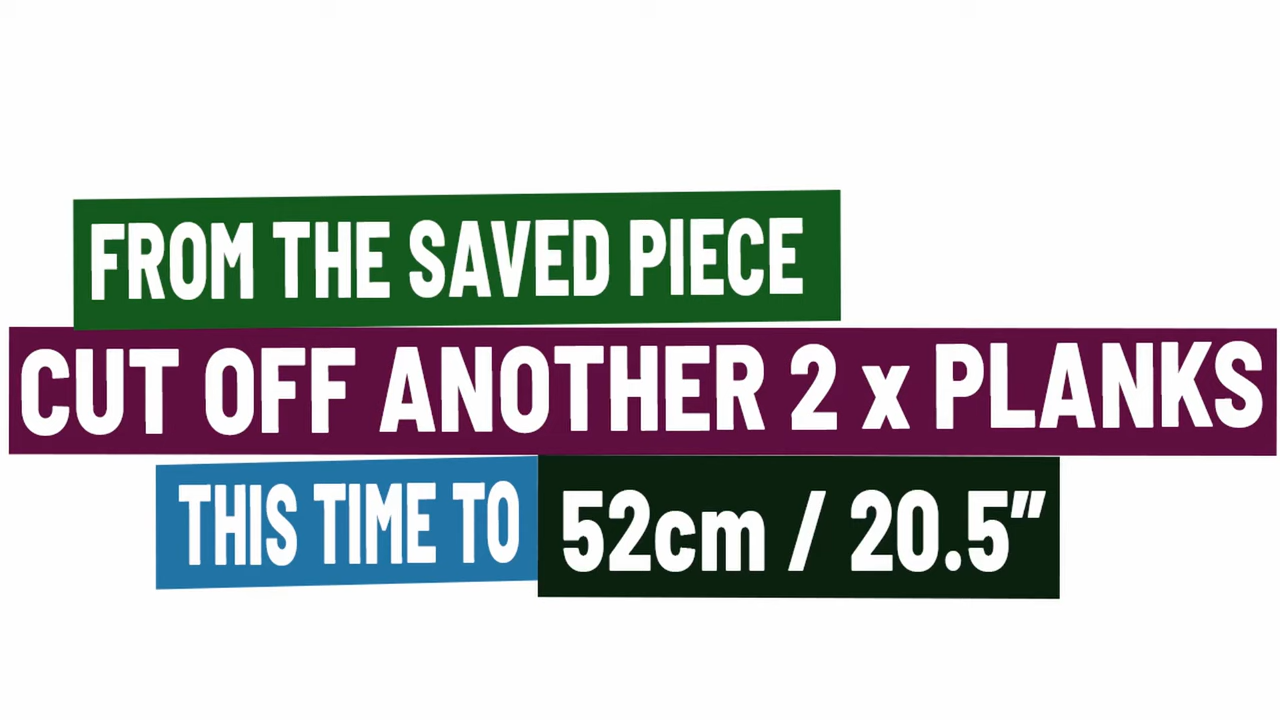 FROM THE SAVED PIECE
CUT OFF ANOTHER 2 x PLANKS
THIS TIME TO 52cm / 20.5”